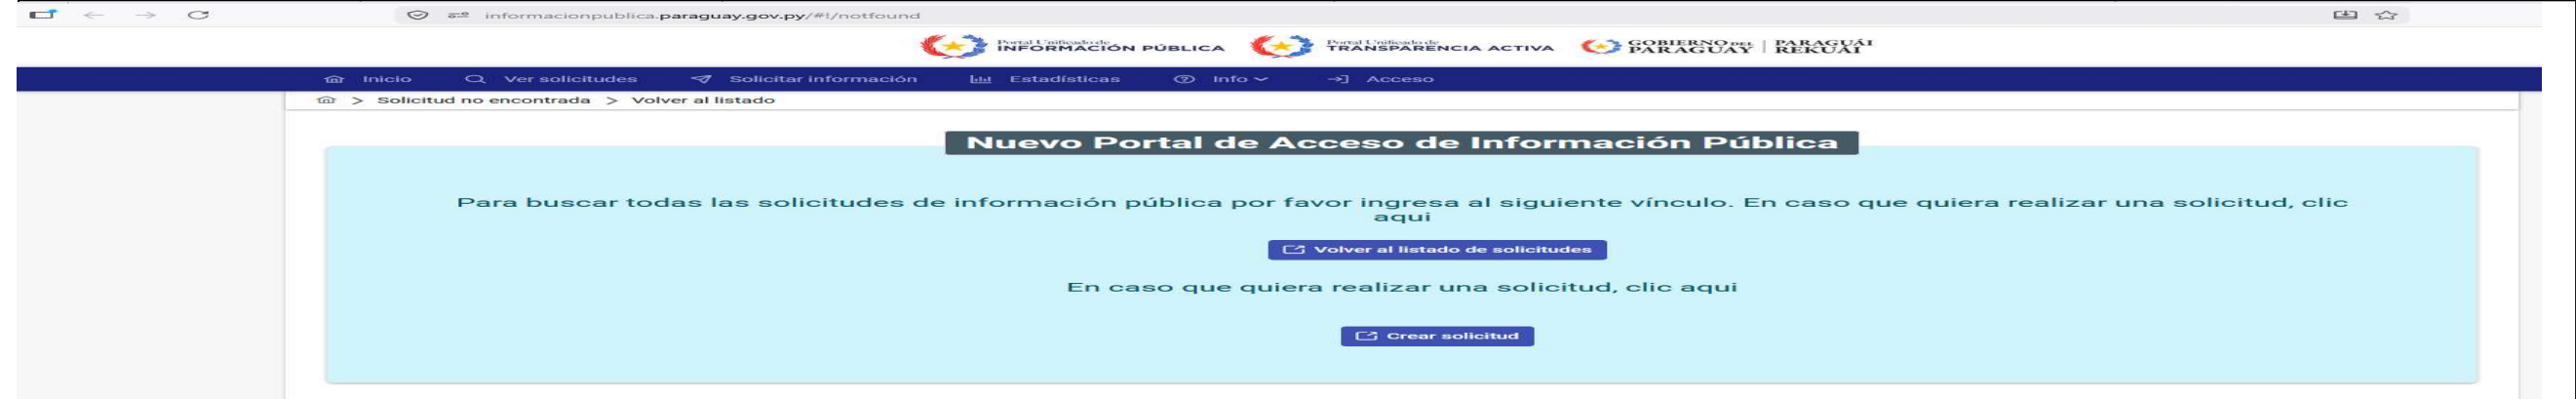 informacionpublica.paraguay.gov.py/#!/notfound
Portal Unificado de
INFORMACIÓN PÚBLICA
Portal Unificado de
TRANSPARENCIA ACTIVA
GOBIERNO DEL PARAGUAY | PARAGUÁI REKUÁI
Inicio Ver solicitudes Solicitar información Estadísticas Info Acceso
> Solicitud no encontrada > Volver al listado
Nuevo Portal de Acceso de Información Pública
Para buscar todas las solicitudes de información pública por favor ingresa al siguiente vínculo. En caso que quiera realizar una solicitud, clic
aqui
Volver al listado de solicitudes
En caso que quiera realizar una solicitud, clic aqui
Crear solicitud